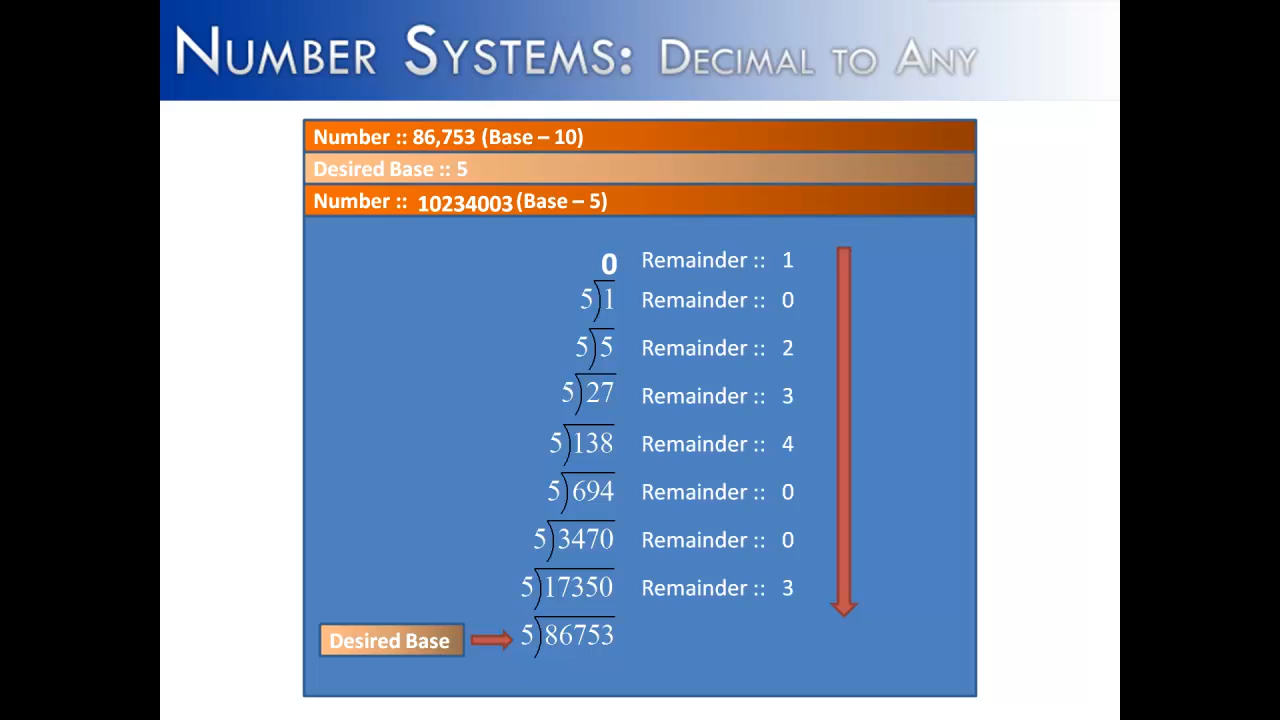 NUMBER SYSTEMS: DECIMAL TO ANY
Number :: 86,753 (Base – 10)
Desired Base :: 5
Number :: 10234003 (Base – 5)
0 Remainder :: 1
5)1 Remainder :: 0
5)5 Remainder :: 2
5)27 Remainder :: 3
5)138 Remainder :: 4
5)694 Remainder :: 0
5)3470 Remainder :: 0
5)17350 Remainder :: 3
Desired Base 5)86753